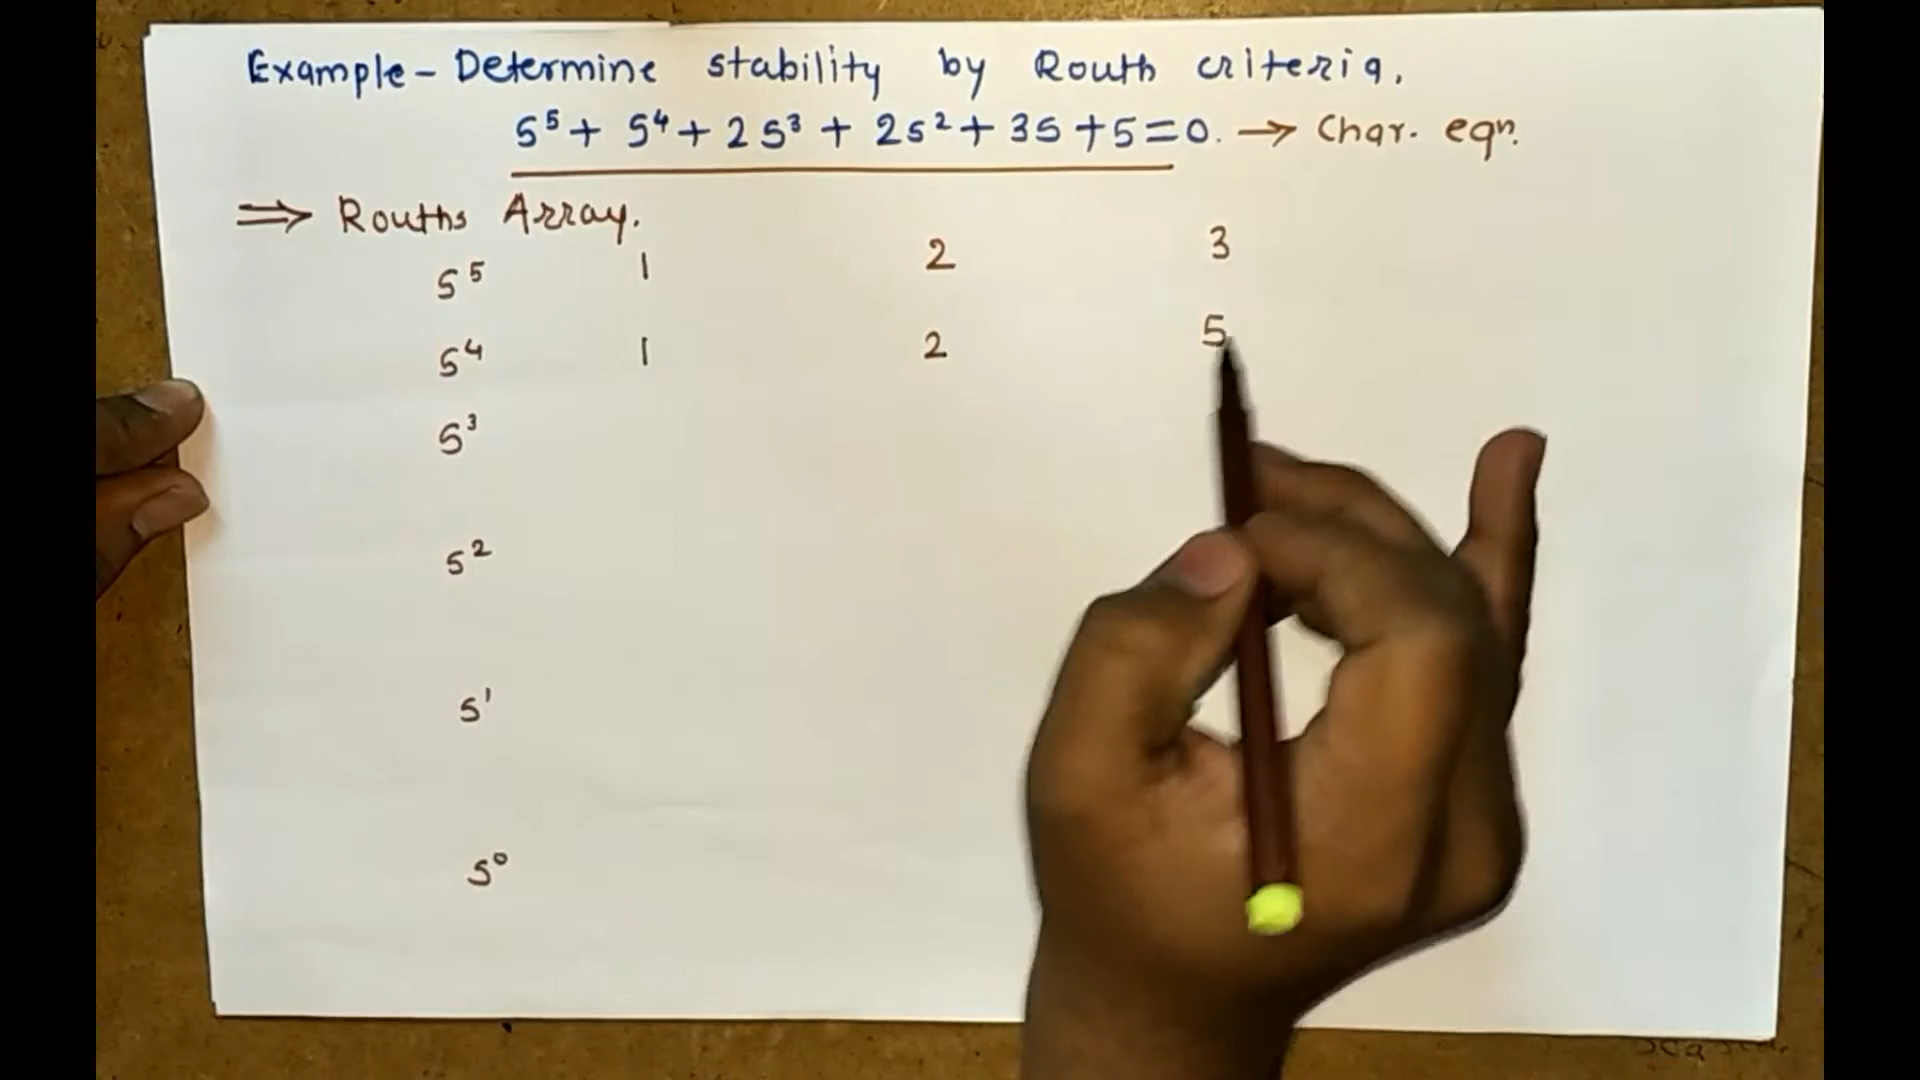 Example - Determine stability by Routh criteria.
s⁵ + s⁴ + 2s³ + 2s² + 3s + 5 = 0. → Char. eqⁿ.
⇒ Rouths Array.
s⁵ 1 2 3
s⁴ 1 2 5
s³
s²
s¹
s⁰